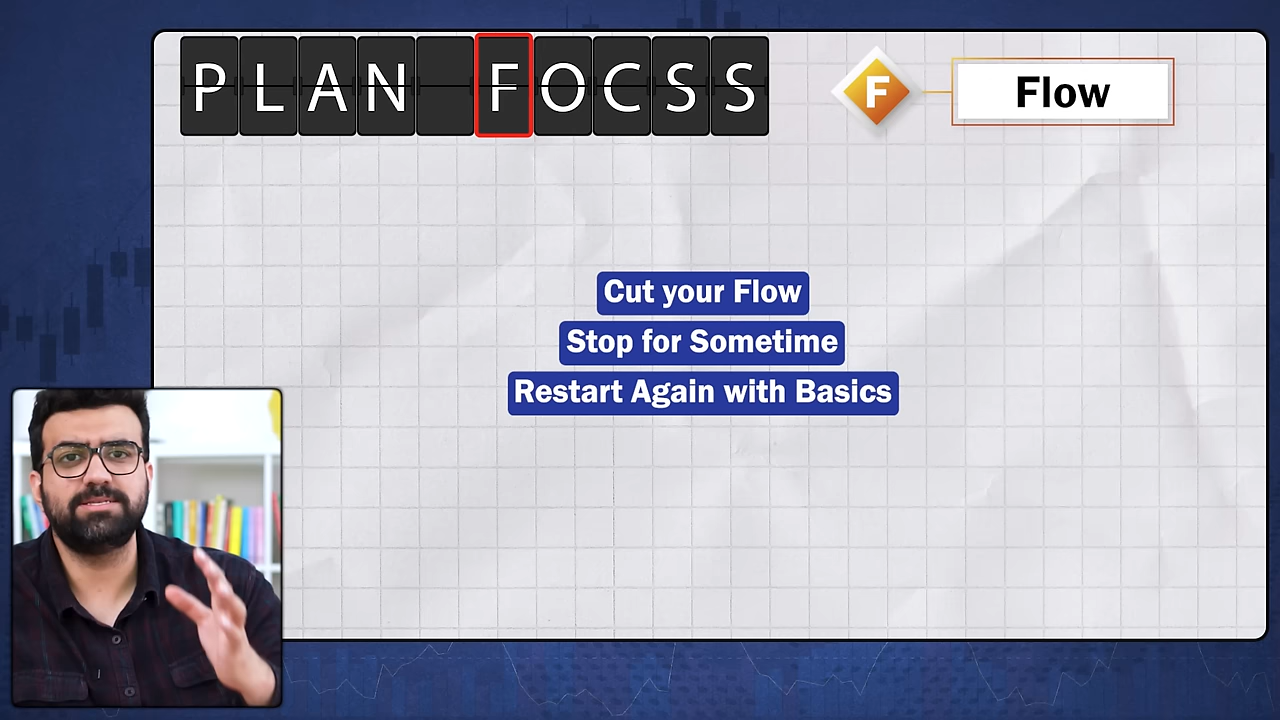 PLAN FOCSS
F
Flow
Cut your Flow
Stop for Sometime
Restart Again with Basics